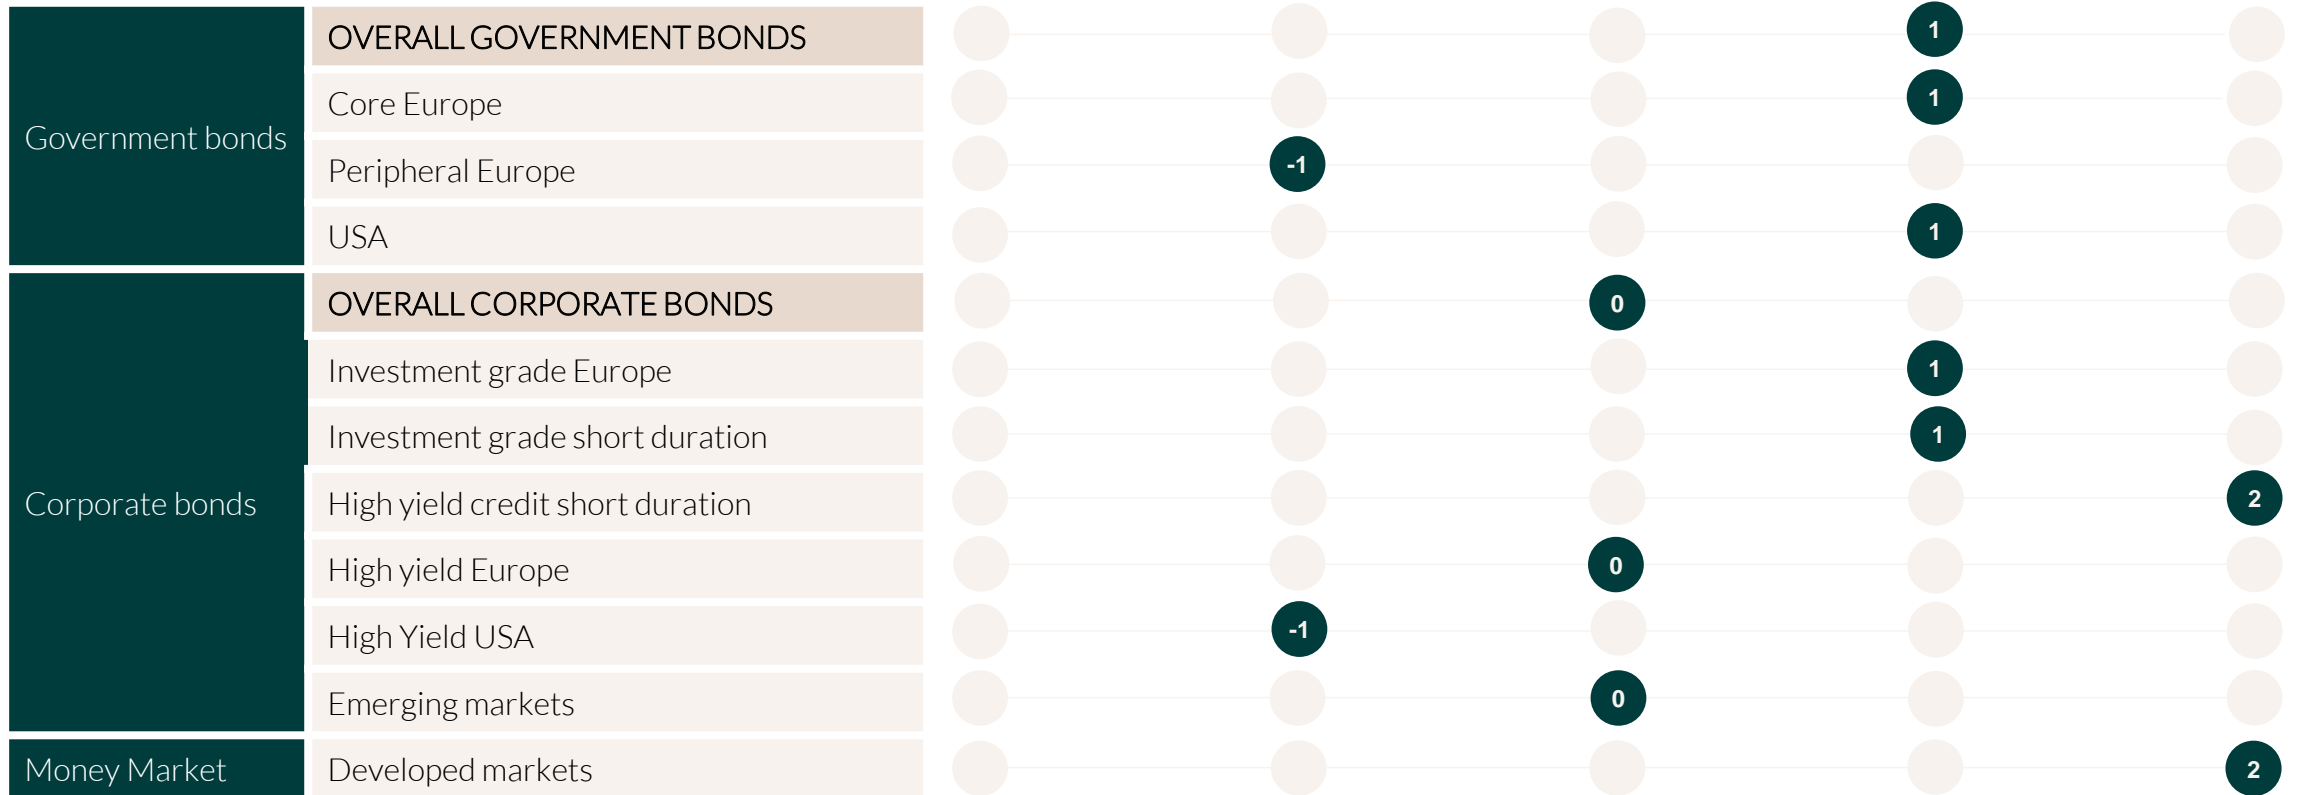 Government bonds
OVERALL GOVERNMENT BONDS 1
Core Europe 1
Peripheral Europe -1
USA 1
Corporate bonds
OVERALL CORPORATE BONDS 0
Investment grade Europe 1
Investment grade short duration 1
High yield credit short duration 2
High yield Europe 0
High Yield USA -1
Emerging markets 0
Money Market
Developed markets 2